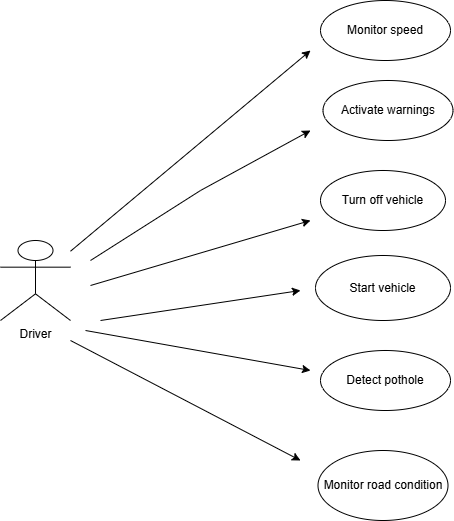 Monitor speed
Activate warnings
Turn off vehicle
Start vehicle
Driver
Detect pothole
Monitor road condition